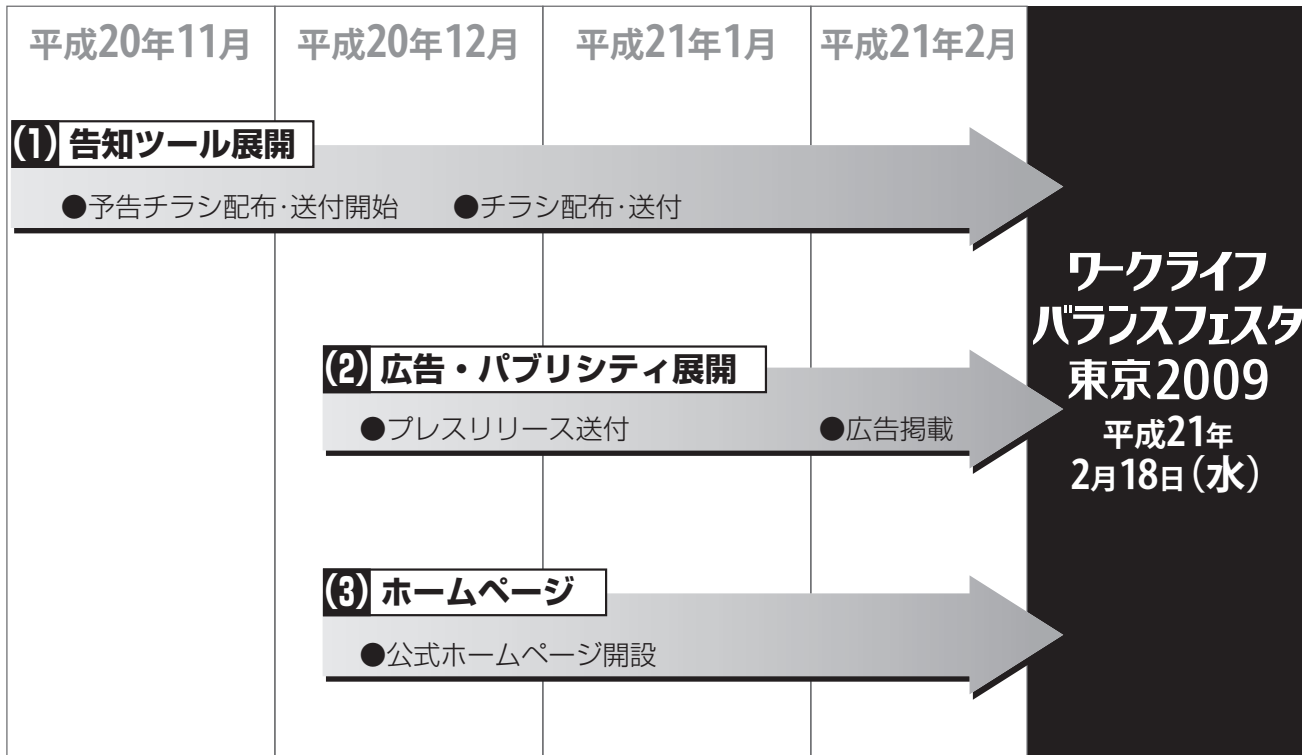 平成20年11月
平成20年12月
平成21年1月
平成21年2月
(1) 告知ツール展開
●予告チラシ配布・送付開始
●チラシ配布・送付
(2) 広告・パブリシティ展開
●プレスリリース送付
●広告掲載
(3) ホームページ
●公式ホームページ開設
ワークライフ
バランスフェスタ
東京2009
平成21年
2月18日（水）